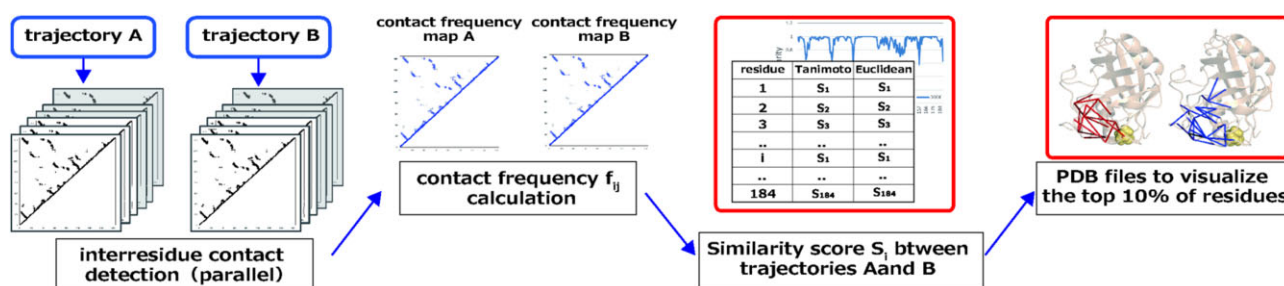 trajectory A
trajectory B
interresidue contact
detection (parallel)
contact frequency
map A
contact frequency
map B
contact frequency fij
calculation
residue Tanimoto Euclidean
1 S1 S1
2 S2 S2
3 S3 S3
.. .. ..
i S1 S1
.. .. ..
184 S184 S184
Similarity score Si btween
trajectories Aand B
PDB files to visualize
the top 10% of residues